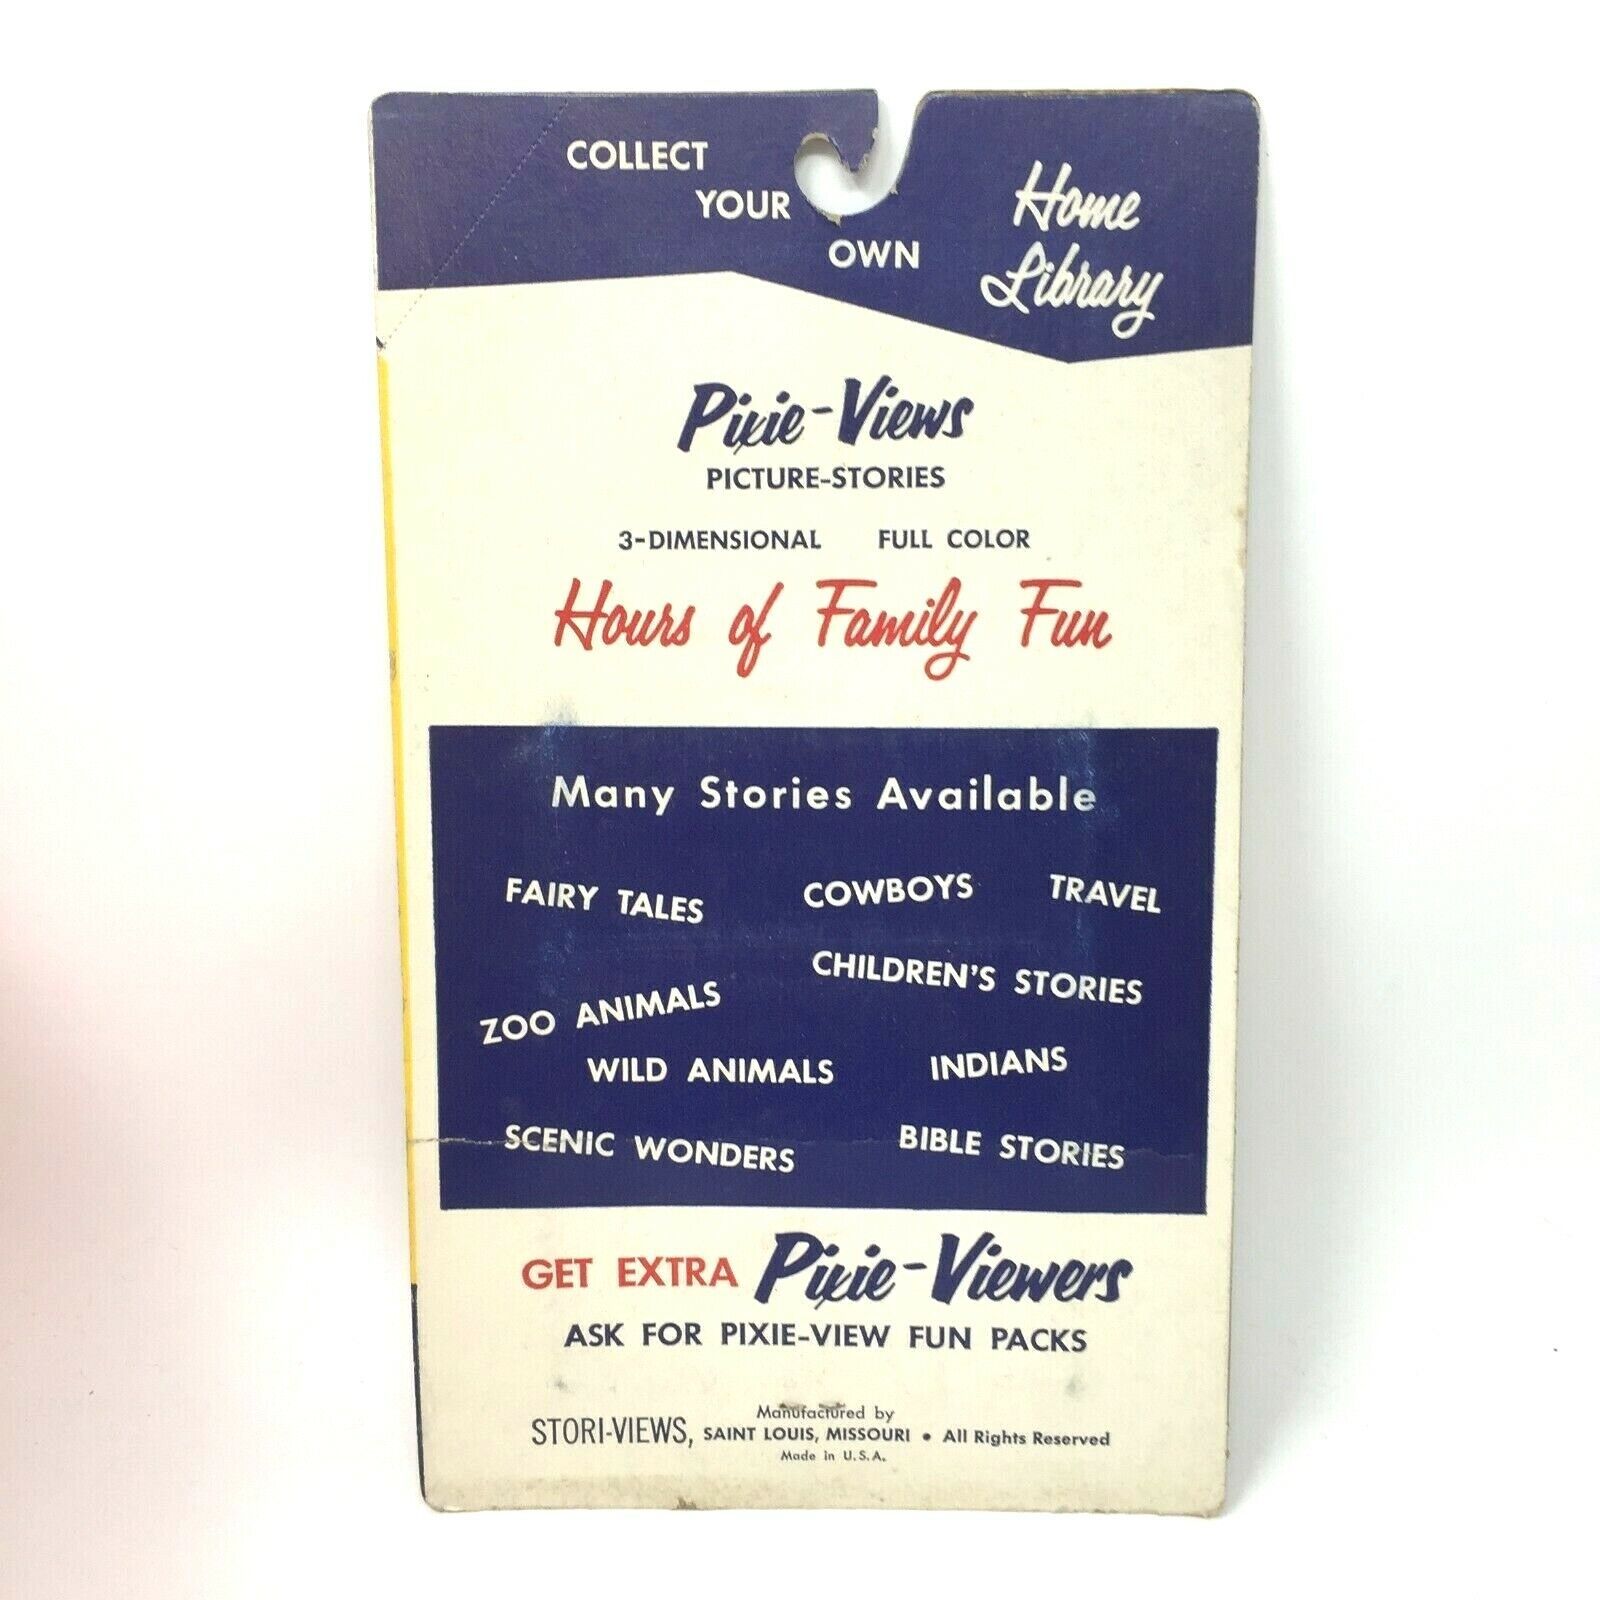 COLLECT
YOUR
OWN
Home
Library
Pixie-Views
PICTURE-STORIES
3-DIMENSIONAL FULL COLOR
Hours of Family Fun
Many Stories Available
FAIRY TALES COWBOYS TRAVEL
CHILDREN'S STORIES
ZOO ANIMALS
WILD ANIMALS INDIANS
SCENIC WONDERS BIBLE STORIES
GET EXTRA Pixie-Viewers
ASK FOR PIXIE-VIEW FUN PACKS
Manufactured by
STORI-VIEWS, SAINT LOUIS, MISSOURI • All Rights Reserved
Made in U.S.A.